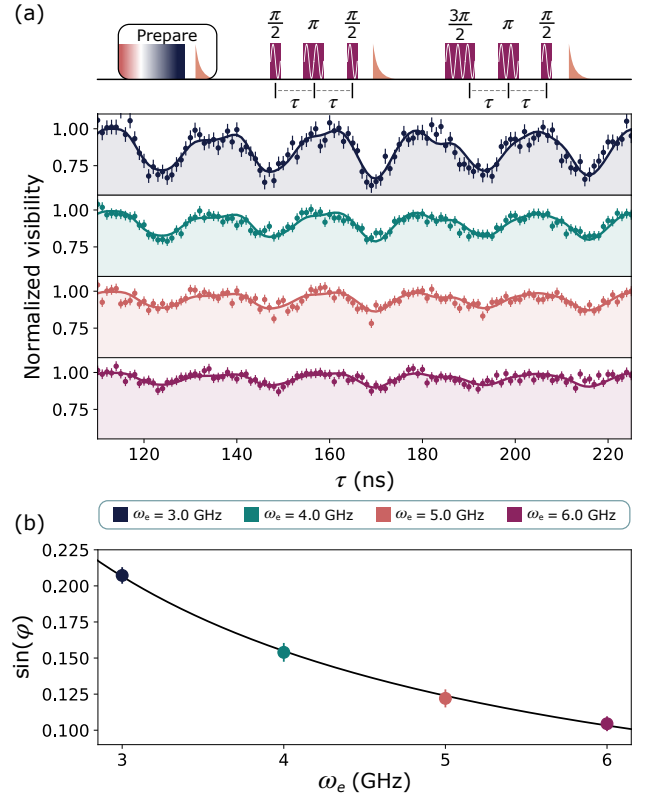 (a)
Prepare
π/2 π π/2 3π/2 π π/2
τ τ τ τ
1.00
0.75
1.00
0.75
1.00
0.75
1.00
0.75
Normalized visibility
120 140 160 180 200 220
τ (ns)
ωₑ = 3.0 GHz ωₑ = 4.0 GHz ωₑ = 5.0 GHz ωₑ = 6.0 GHz
(b)
0.225
0.200
0.175
0.150
0.125
0.100
sin(φ)
3 4 5 6
ωₑ (GHz)